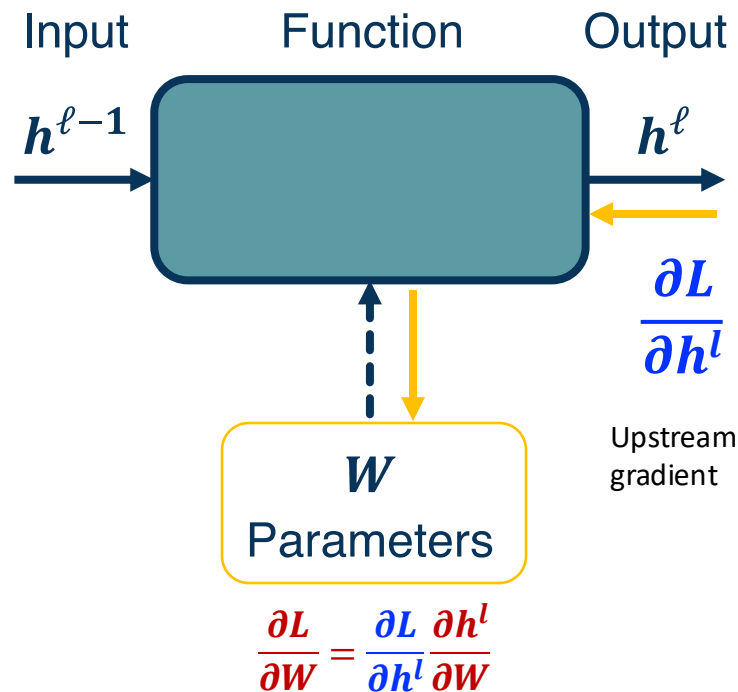 Input Function Output
h^{ℓ−1} h^ℓ
∂L
∂h^l
Upstream
gradient
W
Parameters
∂L/∂W = ∂L/∂h^l ∂h^l/∂W